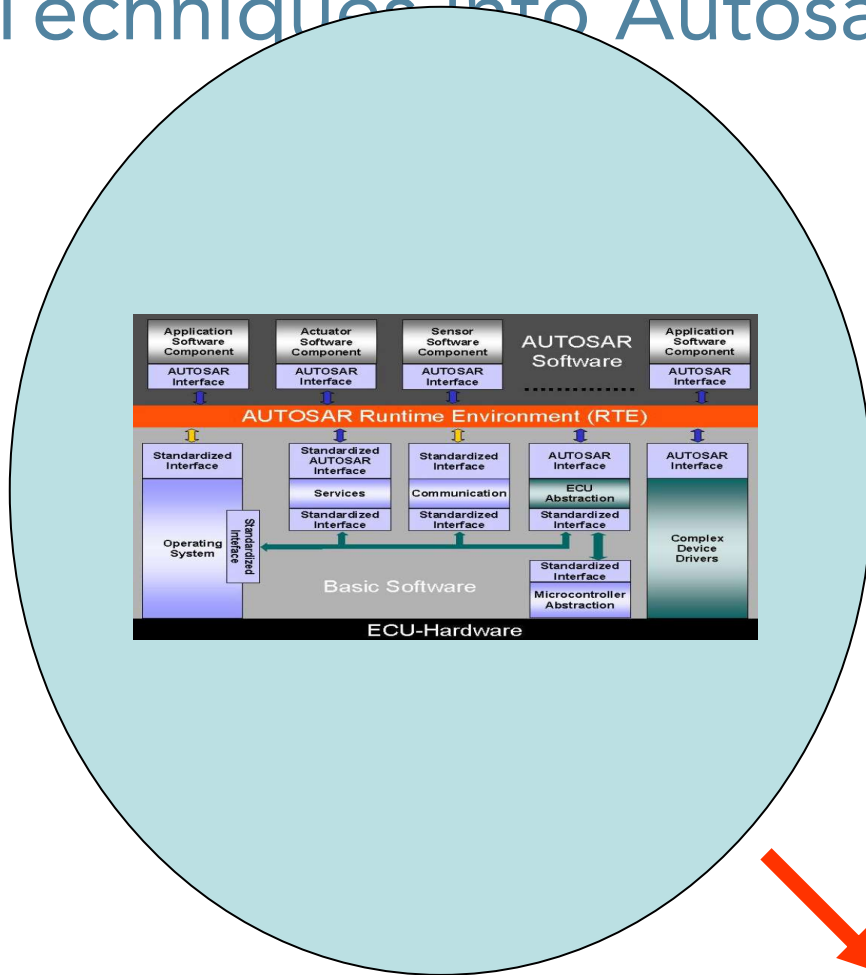 Techniques into Autosa
Application
Software
Component
AUTOSAR
Interface
Actuator
Software
Component
AUTOSAR
Interface
Sensor
Software
Component
AUTOSAR
Interface
AUTOSAR
Software
Application
Software
Component
AUTOSAR
Interface
AUTOSAR Runtime Environment (RTE)
Standardized
Interface
Operating
System
Standardized
Interface
Standardized
AUTOSAR
Interface
Services
Standardized
Interface
Standardized
Interface
Communication
Standardized
Interface
AUTOSAR
Interface
ECU
Abstraction
Standardized
Interface
Standardized
Interface
Microcontroller
Abstraction
AUTOSAR
Interface
Complex
Device
Drivers
Basic Software
ECU-Hardware